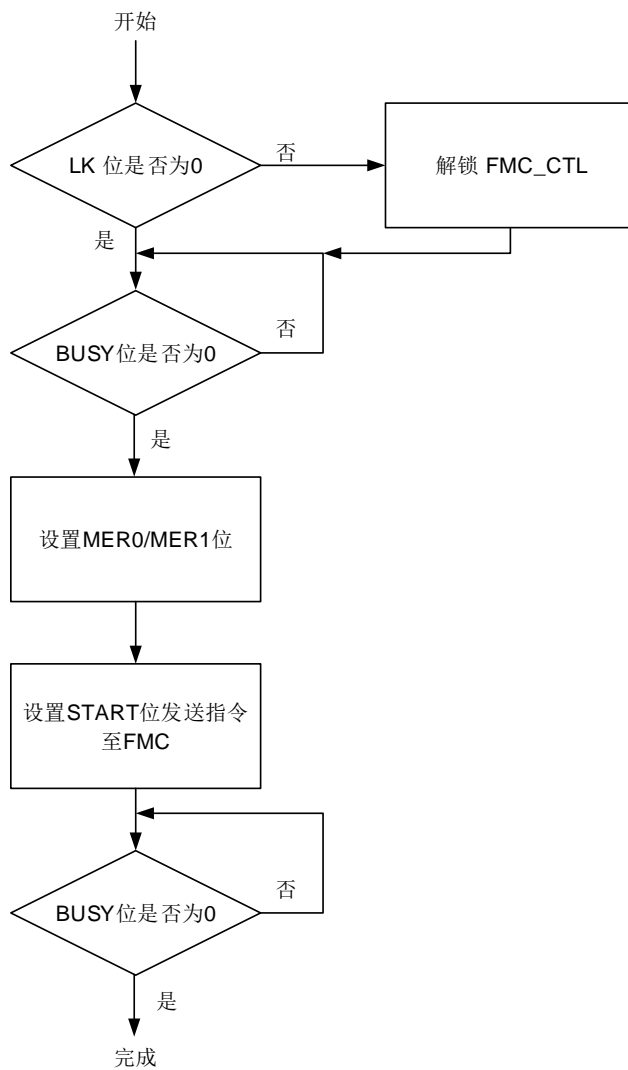 开始
LK 位是否为0
否
解锁 FMC_CTL
是
BUSY位是否为0
否
是
设置MER0/MER1位
设置START位发送指令
至FMC
BUSY位是否为0
否
是
完成